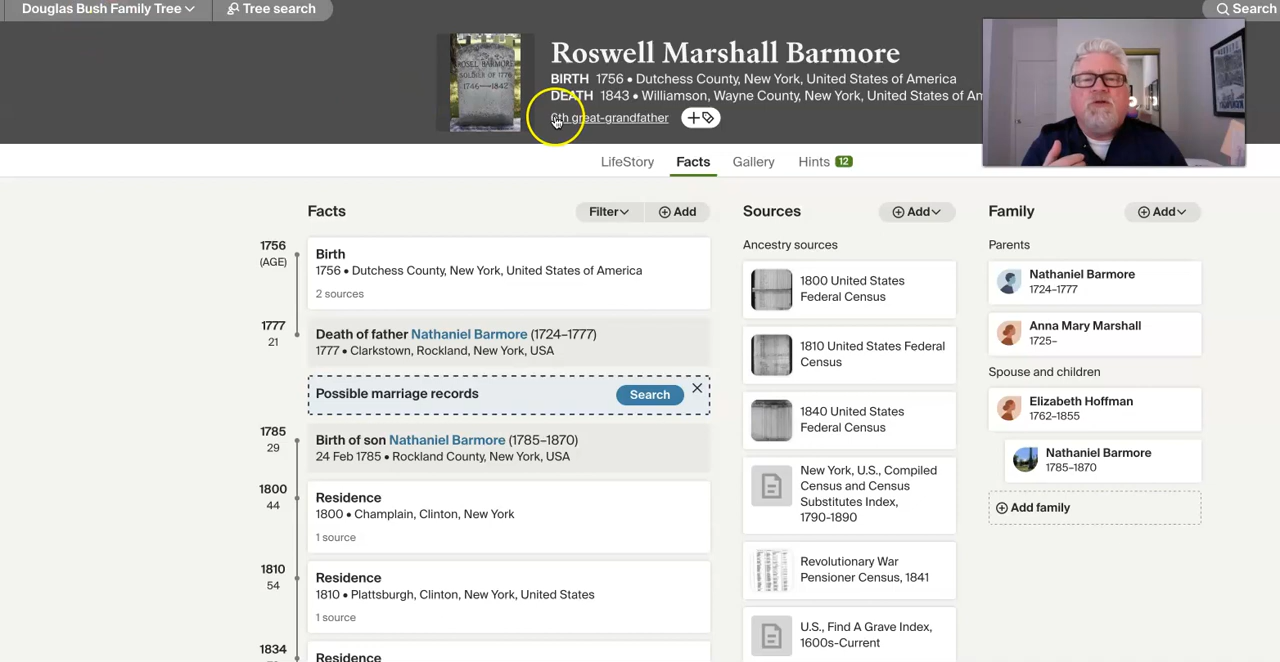 Douglas Bush Family Tree
Tree search
Search
ROSEL BARMORE
SOLDIER OF 1776
1746-1842
Roswell Marshall Barmore
BIRTH 1756 • Dutchess County, New York, United States of America
DEATH 1843 • Williamson, Wayne County, New York, United States of Am
6th great-grandfather
LifeStory
Facts
Gallery
Hints 12
Facts
Filter
Add
1756
(AGE)
Birth
1756 • Dutchess County, New York, United States of America
2 sources
1777
21
Death of father Nathaniel Barmore (1724–1777)
1777 • Clarkstown, Rockland, New York, USA
Possible marriage records
Search
1785
29
Birth of son Nathaniel Barmore (1785–1870)
24 Feb 1785 • Rockland County, New York, USA
1800
44
Residence
1800 • Champlain, Clinton, New York
1 source
1810
54
Residence
1810 • Plattsburgh, Clinton, New York, United States
1 source
1834
Residence
Sources
Add
Ancestry sources
1800 United States
Federal Census
1810 United States Federal
Census
1840 United States
Federal Census
New York, U.S., Compiled
Census and Census
Substitutes Index,
1790-1890
Revolutionary War
Pensioner Census, 1841
U.S., Find A Grave Index,
1600s-Current
Family
Add
Parents
Nathaniel Barmore
1724–1777
Anna Mary Marshall
1725–
Spouse and children
Elizabeth Hoffman
1762–1855
Nathaniel Barmore
1785–1870
Add family